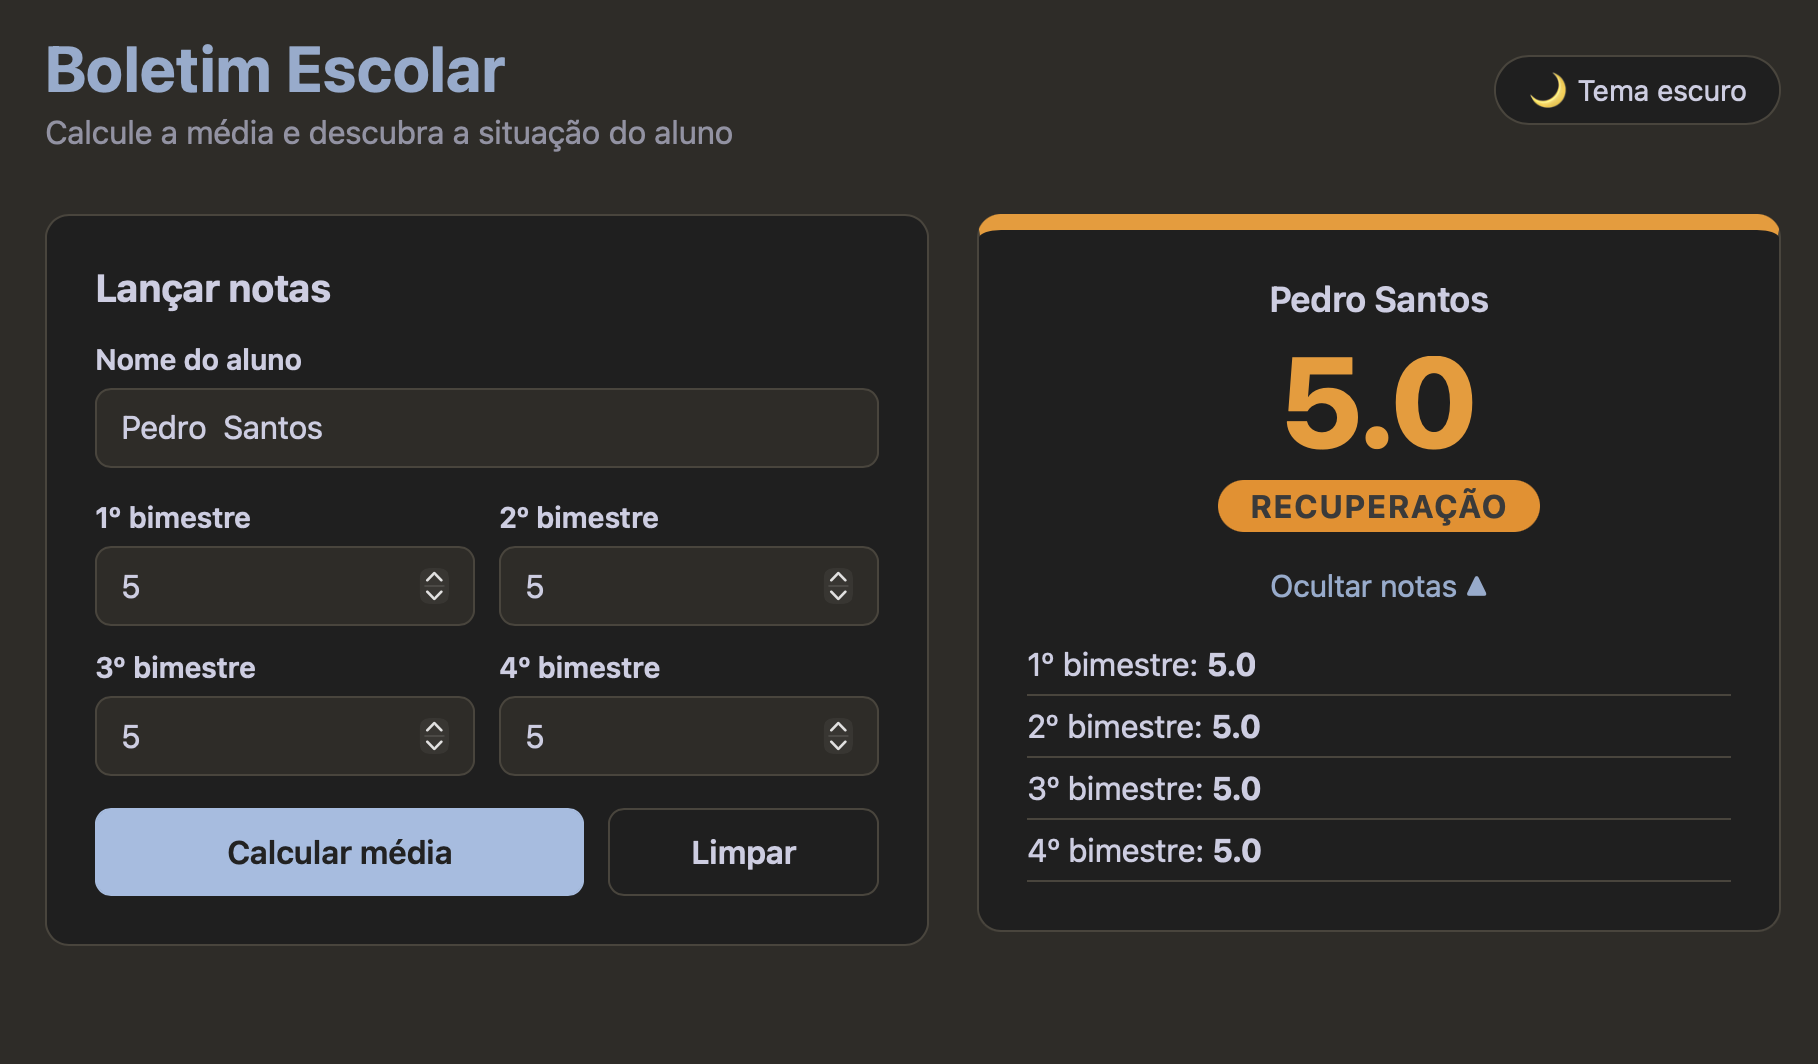 Boletim Escolar
Calcule a média e descubra a situação do aluno
🌙 Tema escuro
Lançar notas
Nome do aluno
Pedro  Santos
1º bimestre
2º bimestre
5
5
3º bimestre
4º bimestre
5
5
Calcular média
Limpar
Pedro Santos
5.0
RECUPERAÇÃO
Ocultar notas ▲
1º bimestre: 5.0
2º bimestre: 5.0
3º bimestre: 5.0
4º bimestre: 5.0